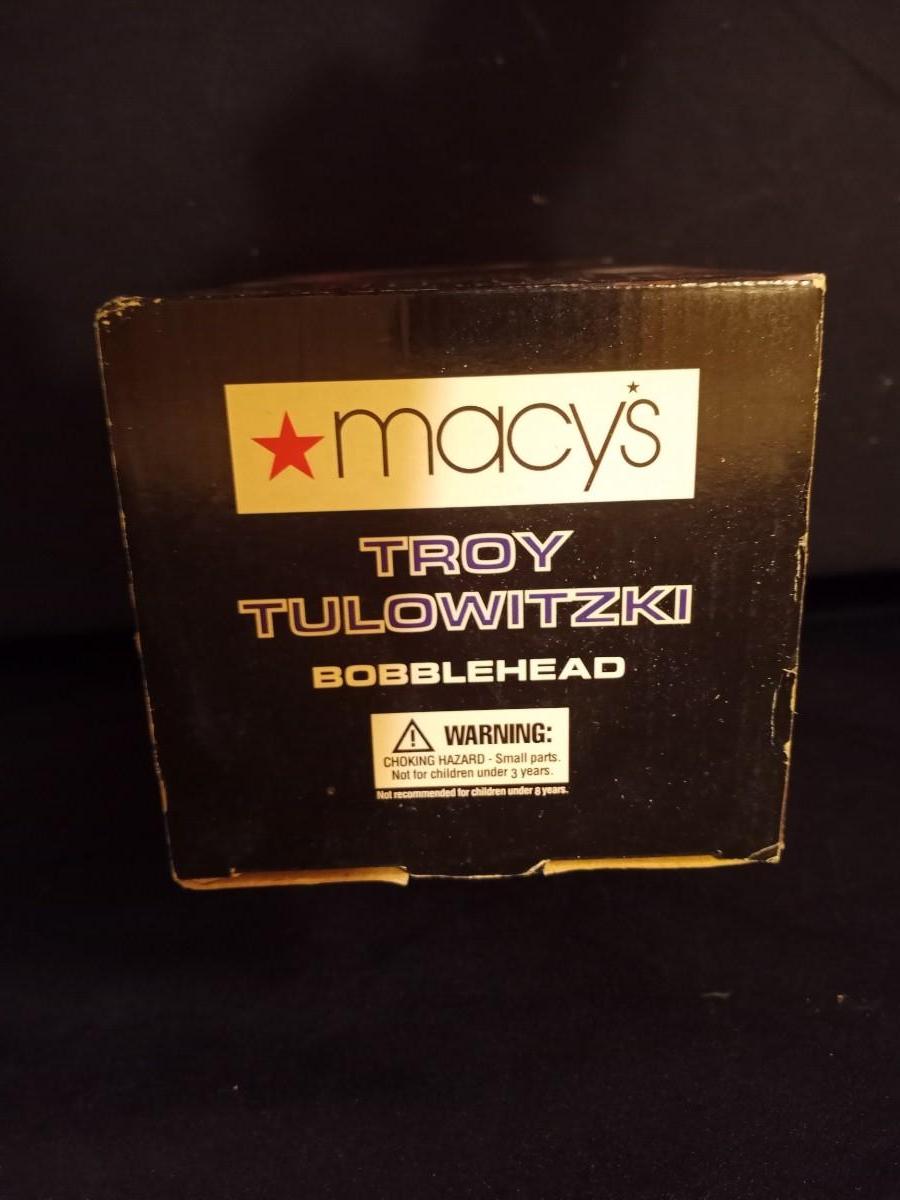 macy's
TROY
TULOWITZKI
BOBBLEHEAD
WARNING:
CHOKING HAZARD - Small parts.
Not for children under 3 years.
Not recommended for children under 8 years.